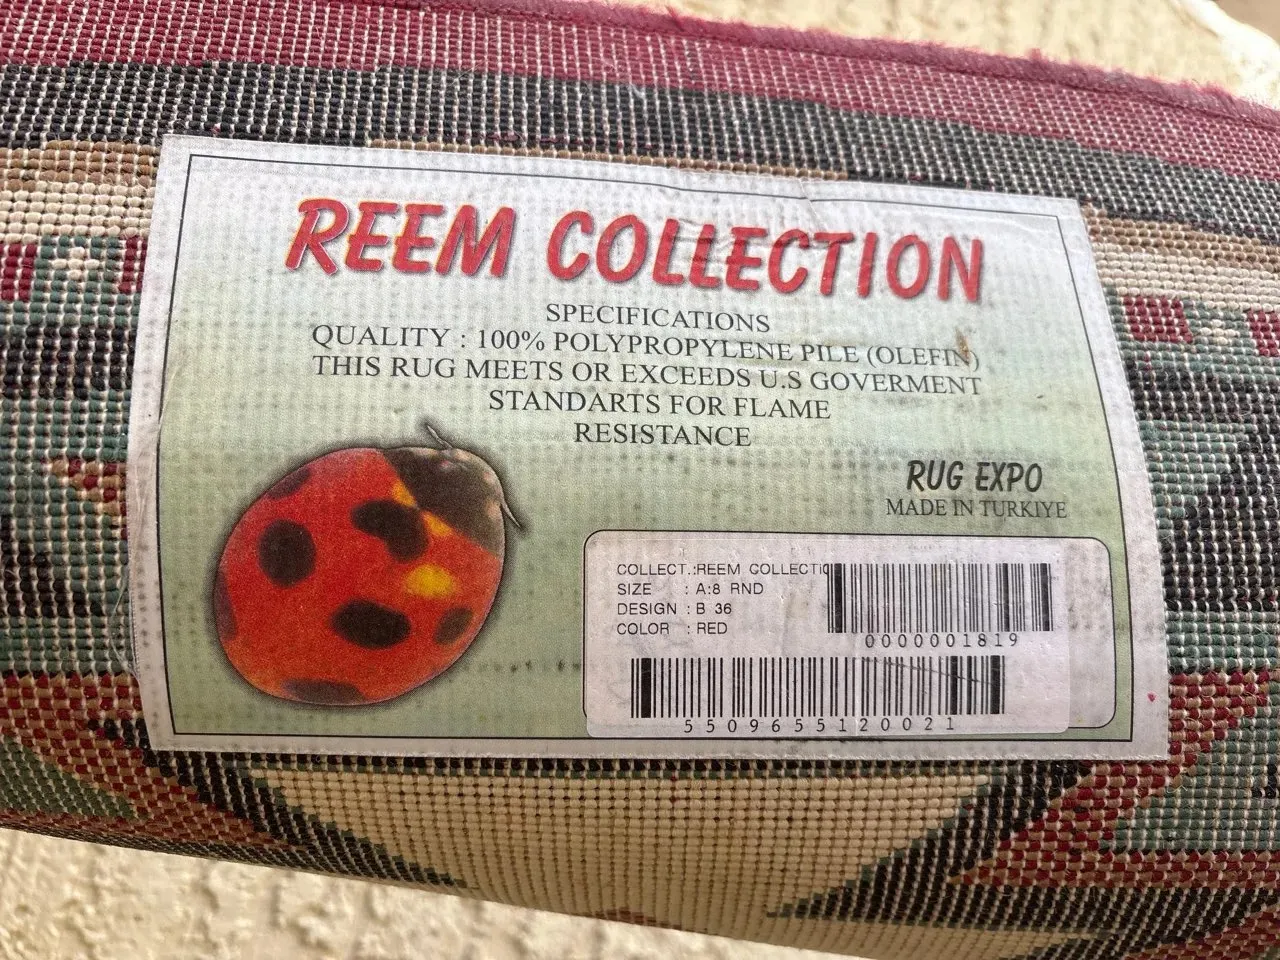 REEM COLLECTION
SPECIFICATIONS
QUALITY : 100% POLYPROPYLENE PILE (OLEFIN)
THIS RUG MEETS OR EXCEEDS U.S GOVERMENT
STANDARTS FOR FLAME
RESISTANCE
RUG EXPO
MADE IN TURKIYE
COLLECT.:REEM COLLECTIO
SIZE : A:8 RND
DESIGN : B 36
COLOR : RED
0000001819
5509655120021